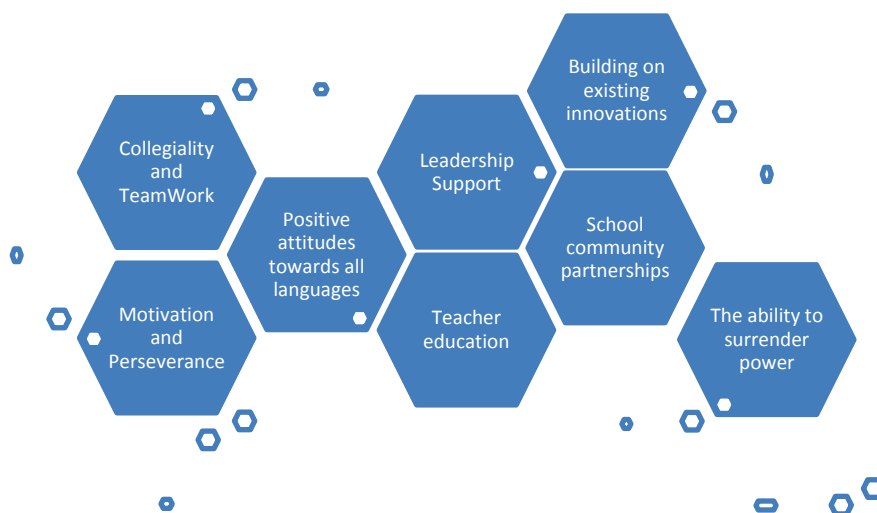 Collegiality
and
TeamWork
Motivation
and
Perseverance
Positive
attitudes
towards all
languages
Leadership
Support
Teacher
education
Building on
existing
innovations
School
community
partnerships
The ability to
surrender
power